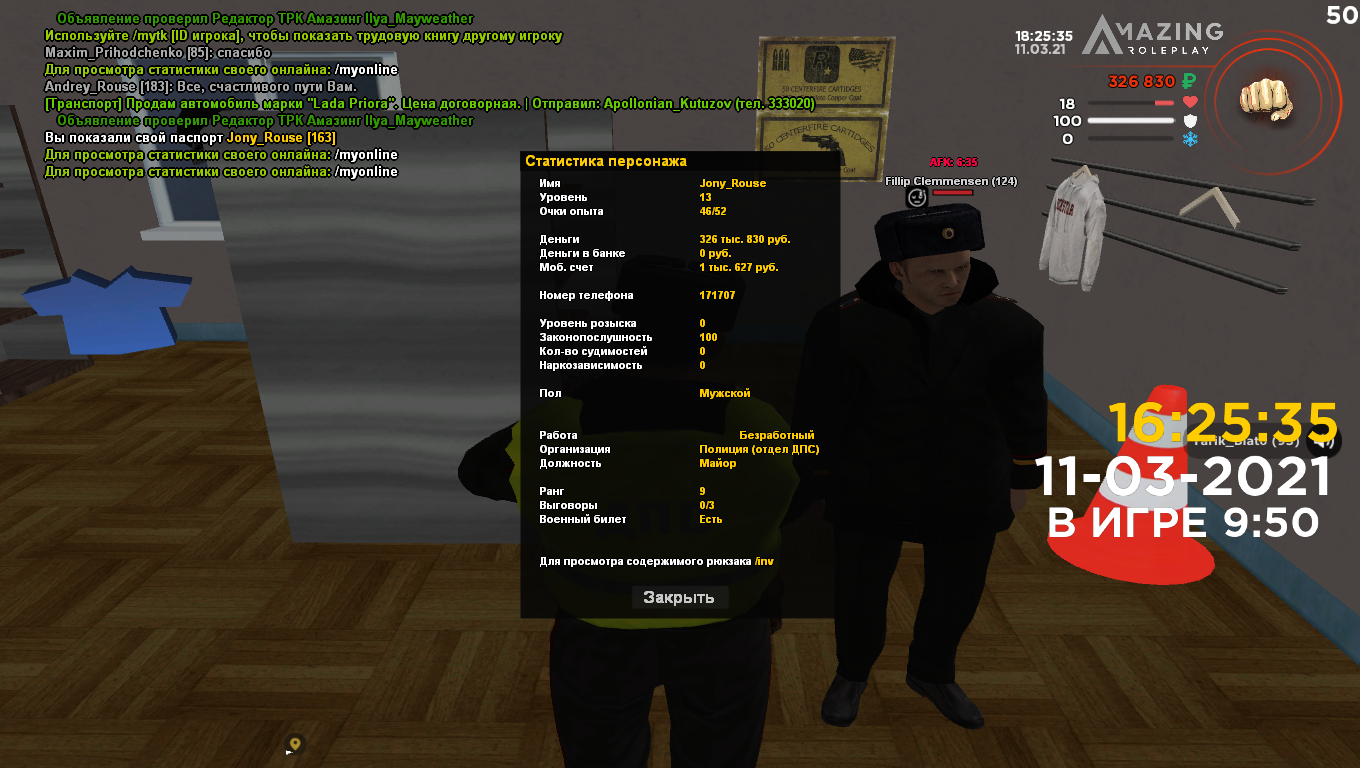 50
Объявление проверил Редактор ТРК Амазинг Ilya_Mayweather
Используйте /mytk [ID игрока], чтобы показать трудовую книгу другому игроку
Maxim_Prihodchenko [85]: спасибо
Для просмотра статистики своего онлайна: /myonline
Andrey_Rouse [183]: Все, счастливого пути Вам.
[Транспорт] Продам автомобиль марки "Lada Priora". Цена договорная. | Отправил: Apollonian_Kutuzov (тел. 333020)
Объявление проверил Редактор ТРК Амазинг Ilya_Mayweather
Вы показали свой паспорт Jony_Rouse [163]
Для просмотра статистики своего онлайна: /myonline
Для просмотра статистики своего онлайна: /myonline
18:25:35
11.03.21
AMAZING
ROLEPLAY
326 830 ₽
18
100
0
50 CENTERFIRE CARTIDGES
50 CENTERFIRE CARTIDGES
AFK: 6:35
Fillip Clemmensen (124)
Статистика персонажа
Имя Jony_Rouse
Уровень 13
Очки опыта 46/52
Деньги 326 тыс. 830 руб.
Деньги в банке 0 руб.
Моб. счет 1 тыс. 627 руб.
Номер телефона 171707
Уровень розыска 0
Законопослушность 100
Кол-во судимостей 0
Наркозависимость 0
Пол Мужской
Работа Безработный
Организация Полиция (отдел ДПС)
Должность Майор
Ранг 9
Выговоры 0/3
Военный билет Есть
Для просмотра содержимого рюкзака /inv
Закрыть
16:25:35
11-03-2021
В ИГРЕ 9:50